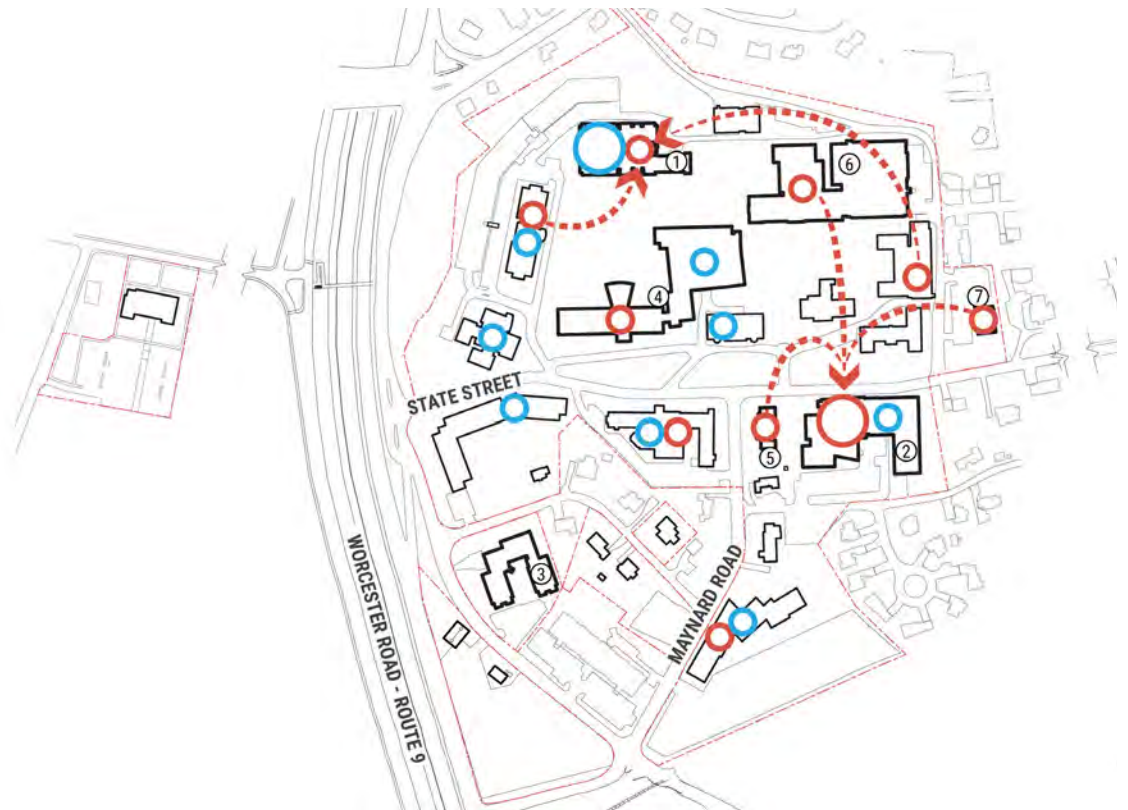 ①
⑥
④
⑦
STATE STREET
⑤
②
③
WORCESTER ROAD - ROUTE 9
MAYNARD ROAD